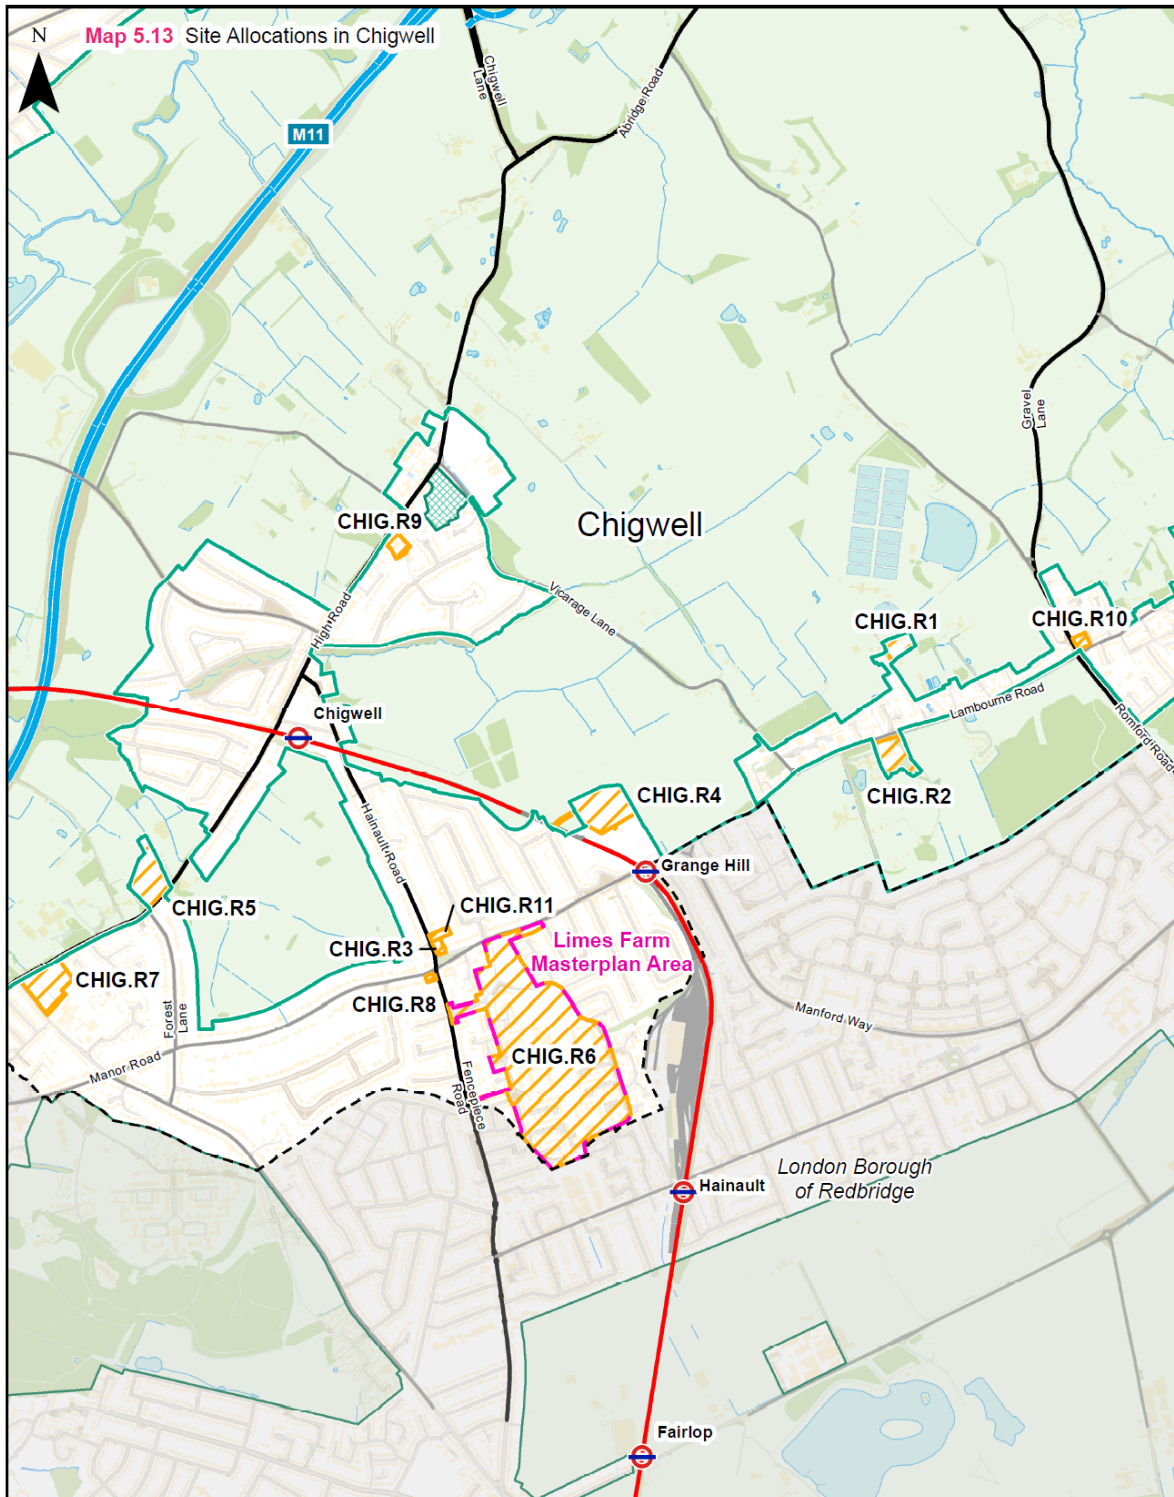 N
Map 5.13 Site Allocations in Chigwell
Chigwell
Lane
Abridge Road
M11
Gravel
Lane
CHIG.R9
Chigwell
Vicarage Lane
High Road
CHIG.R1
CHIG.R10
Lambourne Road
Romford Road
Chigwell
CHIG.R2
CHIG.R4
Hainault Road
Grange Hill
CHIG.R5
CHIG.R11
CHIG.R3
Limes Farm
Masterplan Area
CHIG.R7
CHIG.R8
Forest
Lane
Manford Way
CHIG.R6
Manor Road
Fencepiece
Road
London Borough
of Redbridge
Hainault
Fairlop